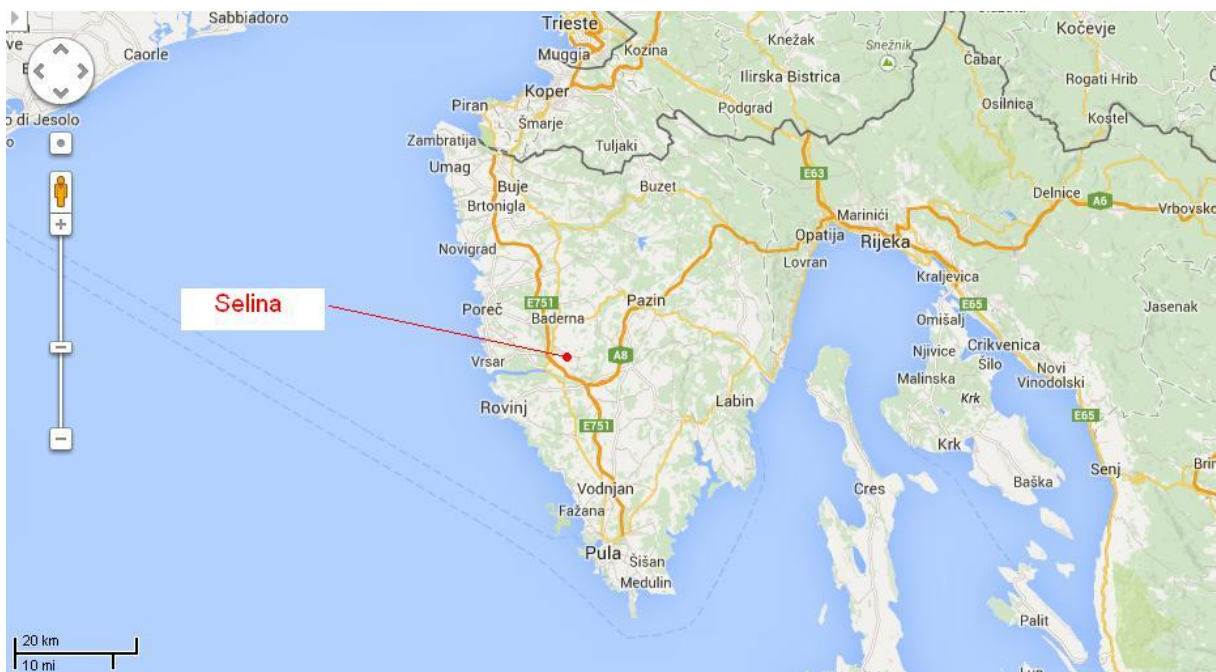 Sabbiadoro
Trieste
Caorle
Muggia
Kozina
Knežak
Snežnik
Kočevje
Čabar
Ilirska Bistrica
Rogati Hrib
Koper
Podgrad
Osilnica
Piran
Kostel
o di Jesolo
Šmarje
Zambratija
Tuljaki
Umag
Buje
Buzet
E63
Delnice
A6
Vrbovsko
Brtonigla
Marinići
Novigrad
Opatija
Rijeka
Lovran
Kraljevica
Selina
E751
Pazin
E65
Jasenak
Poreč
Baderna
Omišalj
Crikvenica
A8
Njivice
Šilo
Vrsar
Novi
Vinodolski
Malinska
Krk
Rovinj
Labin
E65
E751
Krk
Senj
Baška
Vodnjan
Cres
Fažana
Pula
Šišan
Medulin
Palit
20 km
10 mi